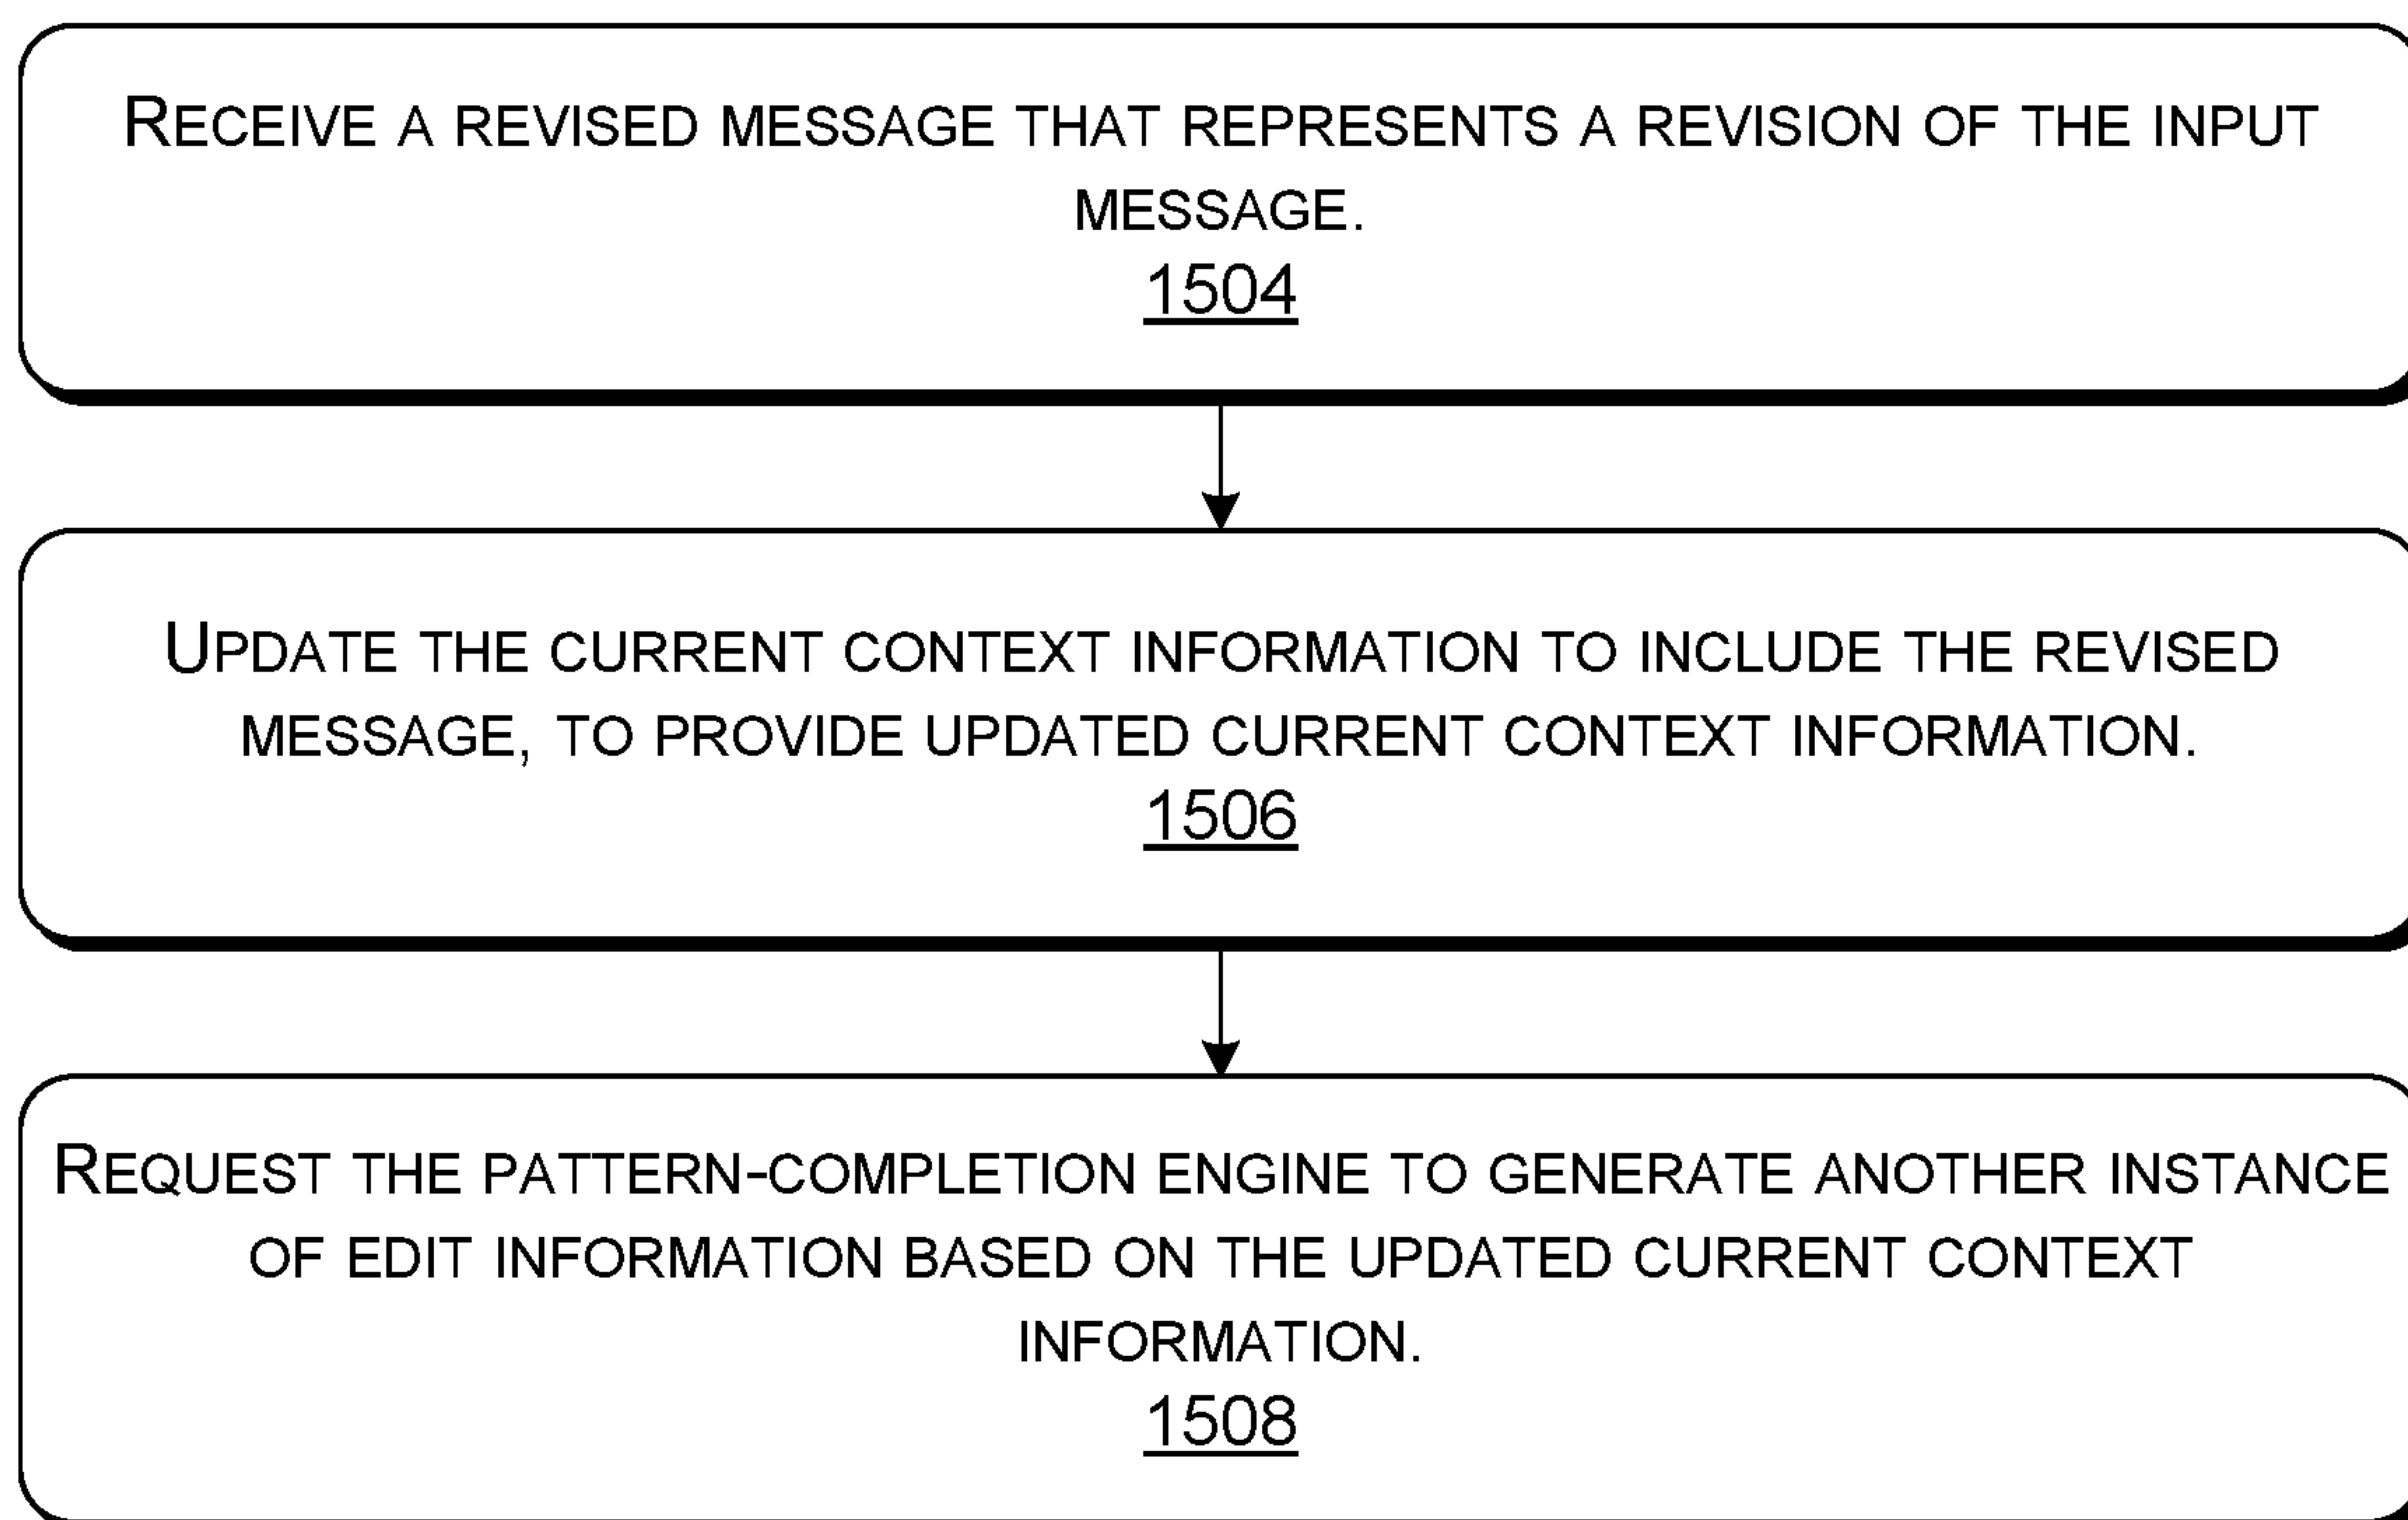 RECEIVE A REVISED MESSAGE THAT REPRESENTS A REVISION OF THE INPUT
MESSAGE.
1504
UPDATE THE CURRENT CONTEXT INFORMATION TO INCLUDE THE REVISED
MESSAGE, TO PROVIDE UPDATED CURRENT CONTEXT INFORMATION.
1506
REQUEST THE PATTERN-COMPLETION ENGINE TO GENERATE ANOTHER INSTANCE
OF EDIT INFORMATION BASED ON THE UPDATED CURRENT CONTEXT
INFORMATION.
1508